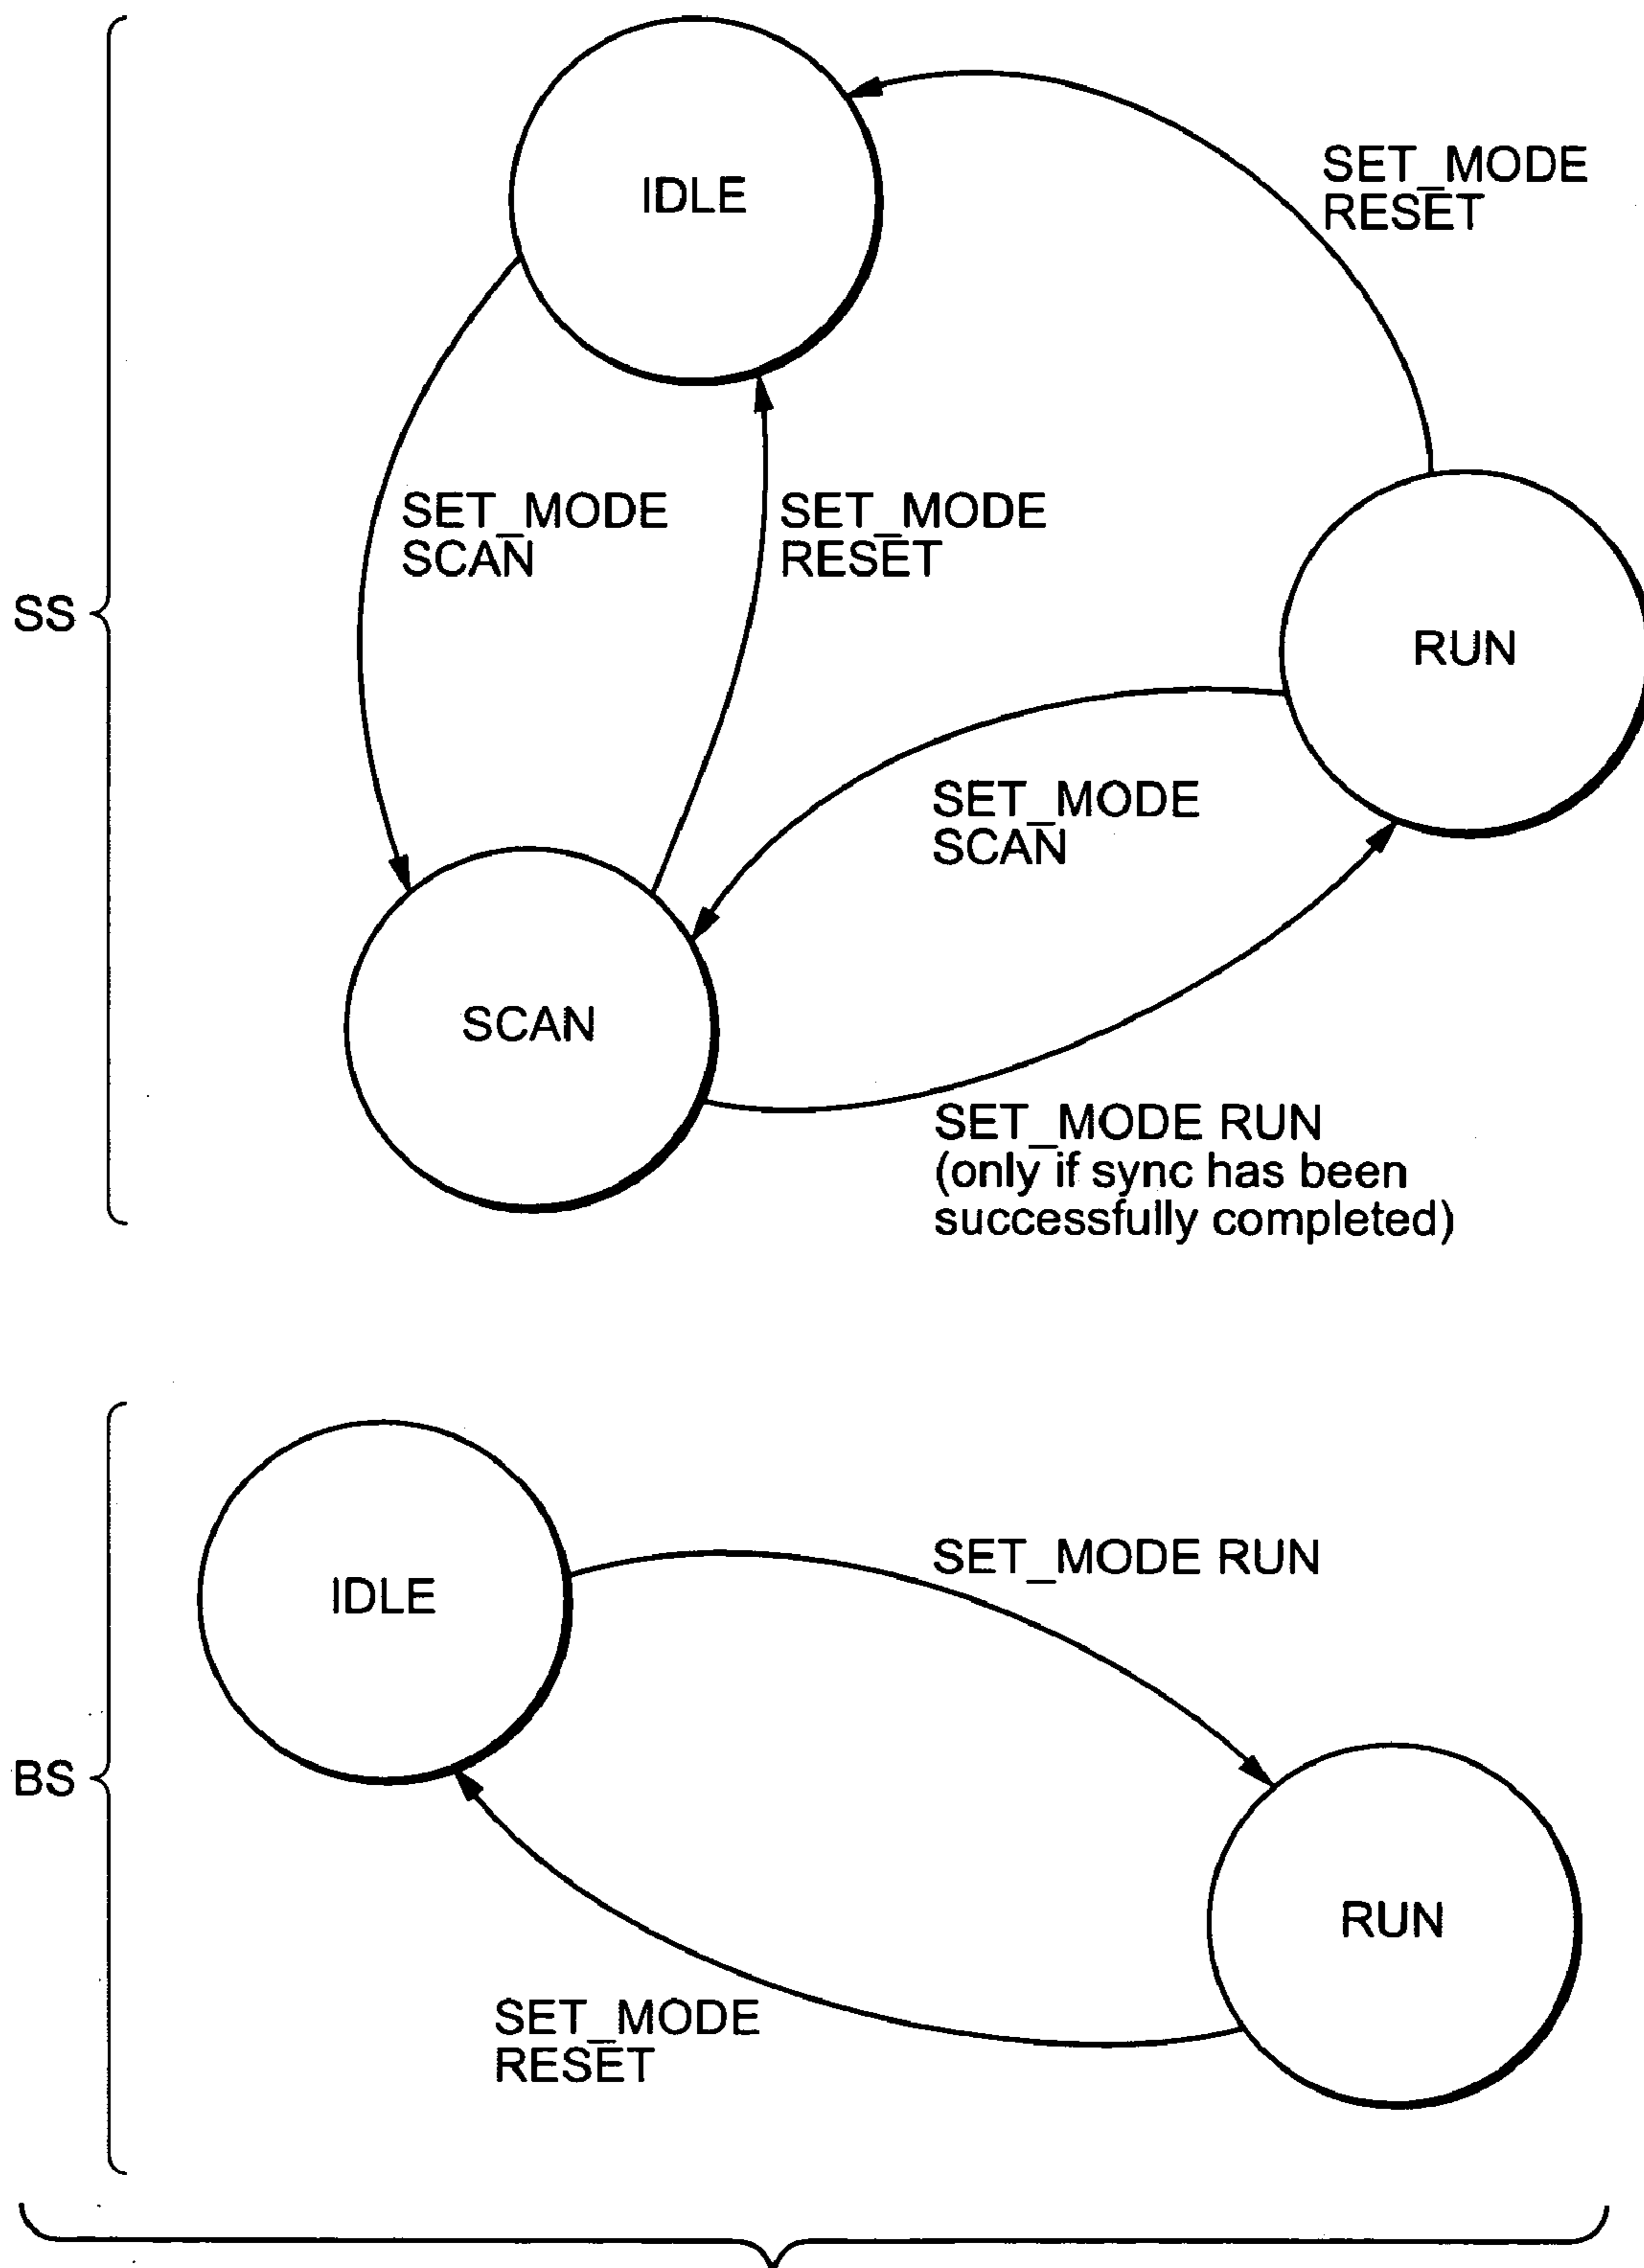 IDLE
SET_MODE
RESET
SET_MODE
SCAN
SET_MODE
RESET
SS
RUN
SET_MODE
SCAN
SCAN
SET_MODE RUN
(only if sync has been
successfully completed)
IDLE
SET_MODE RUN
BS
RUN
SET_MODE
RESET